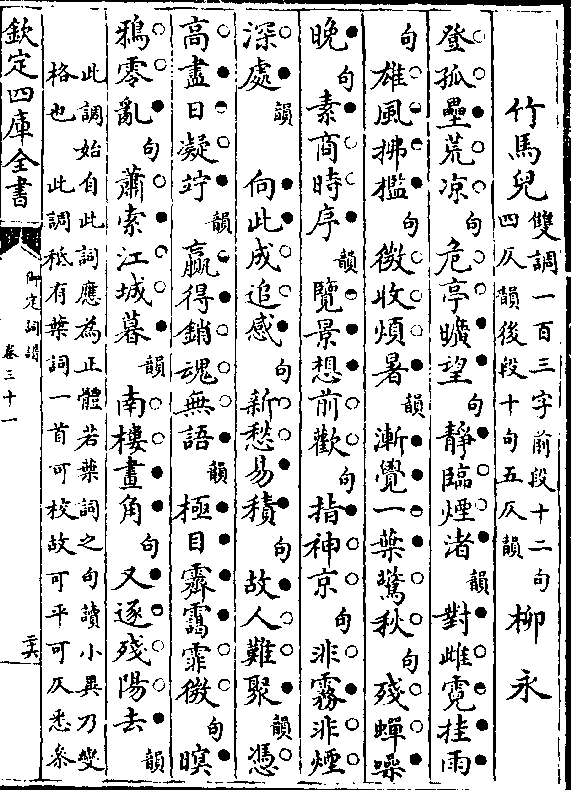 竹馬兒 雙調一百三字前段十二句四仄韻後段十句五仄韻 柳永
登孤壘荒凉句危亭曠望句靜臨煙渚韻對雌霓挂雨
句雄風拂檻句微收煩暑韻漸覺一葉驚秋句殘蟬噪
晚句素商時序韻覽景想前歡句指神京句非霧非煙
深處韻 向此成追感句新愁易積句故人難聚韻憑
高盡日凝竚韻贏得銷魂無語韻極目霽靄霏微句暝
鴉零亂句蕭索江城暮韻南樓畫角句又逐殘陽去韻
此調始自此詞應為正體若葉詞之句讀小異乃變
格也 此調秪有葉詞一首可校故可平可仄悉叅
欽定四庫全書
御定詞譜
卷三十一